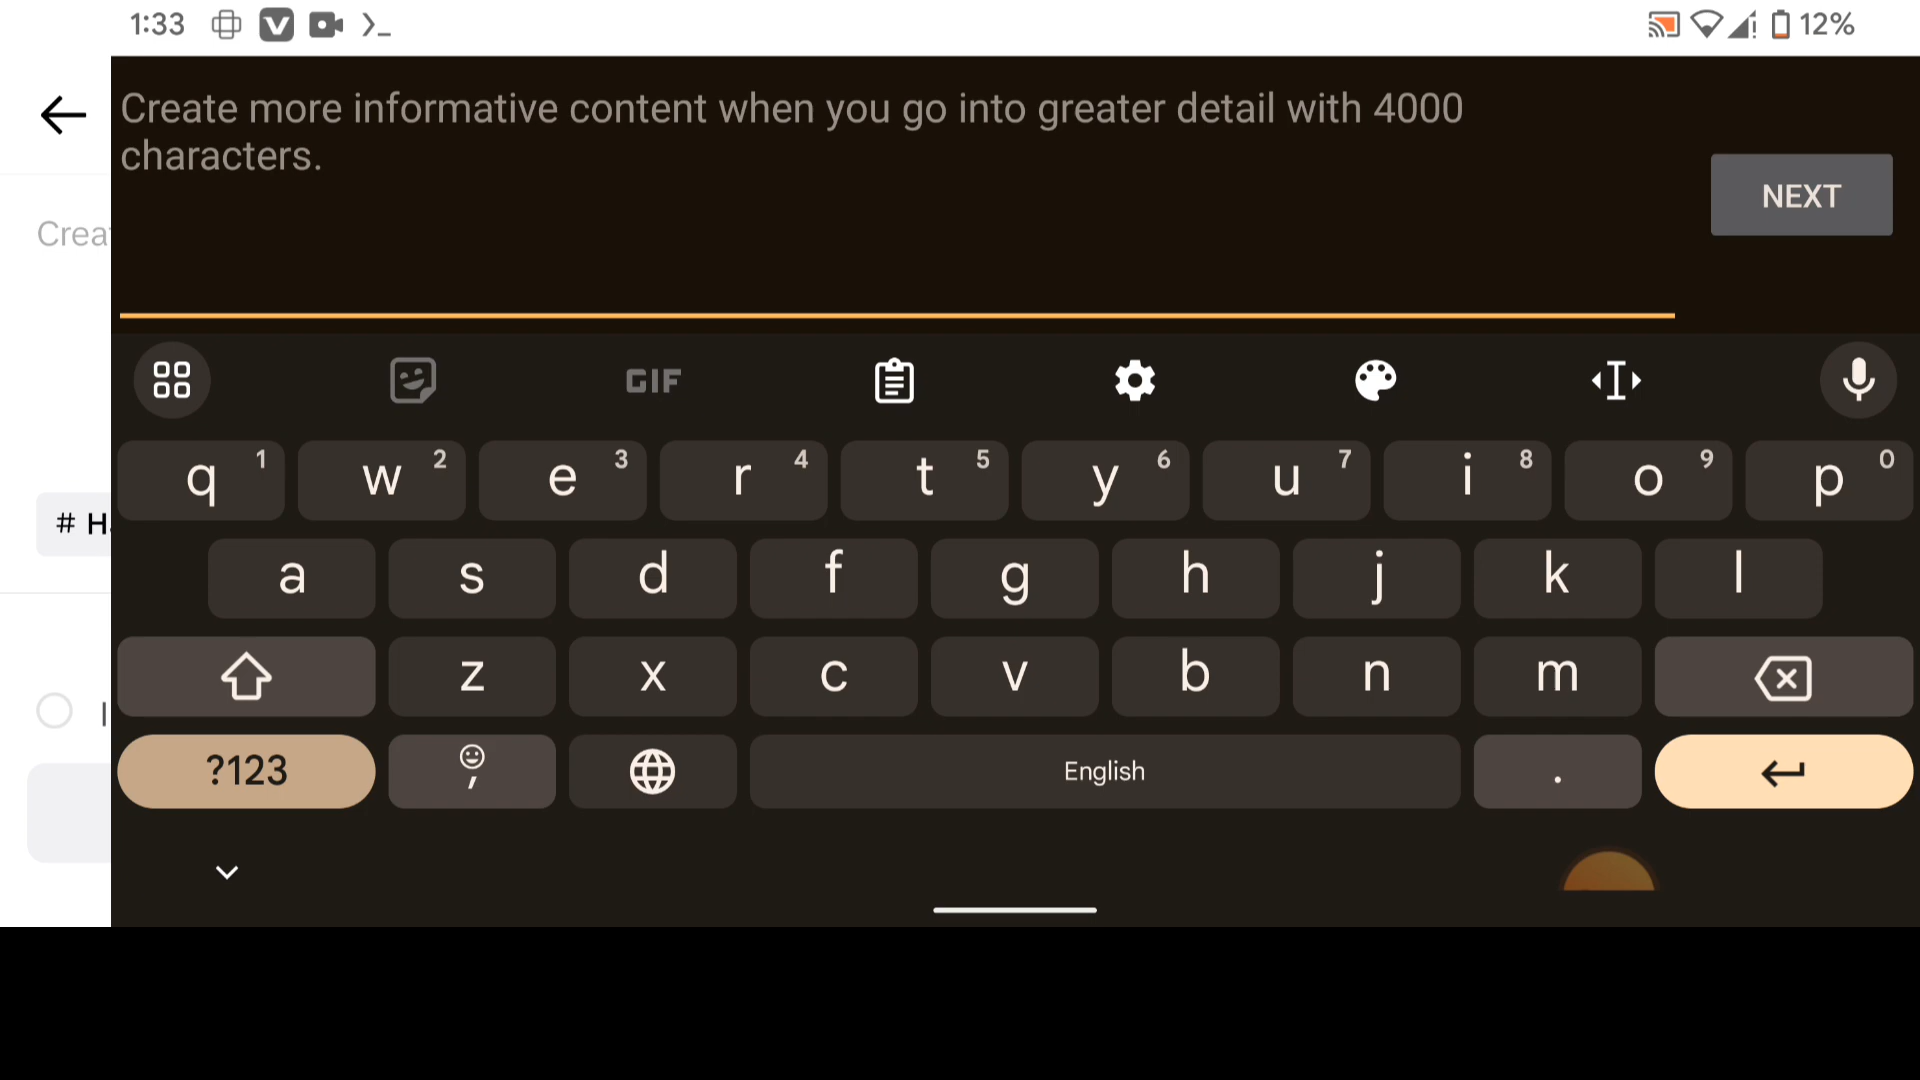 1:33
12%
Create more informative content when you go into greater detail with 4000
characters.
NEXT
Crea
# H
GIF
q 1 w 2 e 3 r 4 t 5 y 6 u 7 i 8 o 9 p 0
a s d f g h j k l
z x c v b n m
?123 , English .